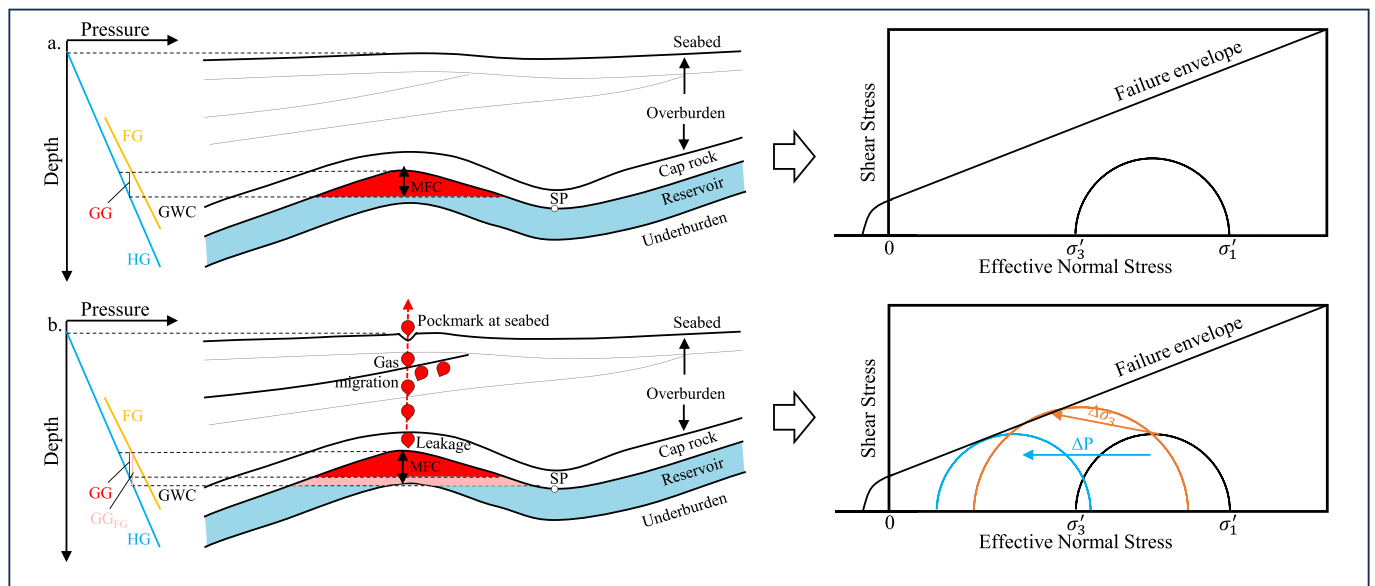 a.
Pressure
Depth
FG
GG
GWC
HG
Seabed
Overburden
Cap rock
MFC
SP
Reservoir
Underburden
Shear Stress
Failure envelope
0
σ′₃
σ′₁
Effective Normal Stress
b.
Pressure
Depth
FG
GG
GWC
GG_FG
HG
Pockmark at seabed
Seabed
Gas
migration
Overburden
Leakage
Cap rock
MFC
SP
Reservoir
Underburden
Shear Stress
Failure envelope
Δσ₃
ΔP
0
σ′₃
σ′₁
Effective Normal Stress